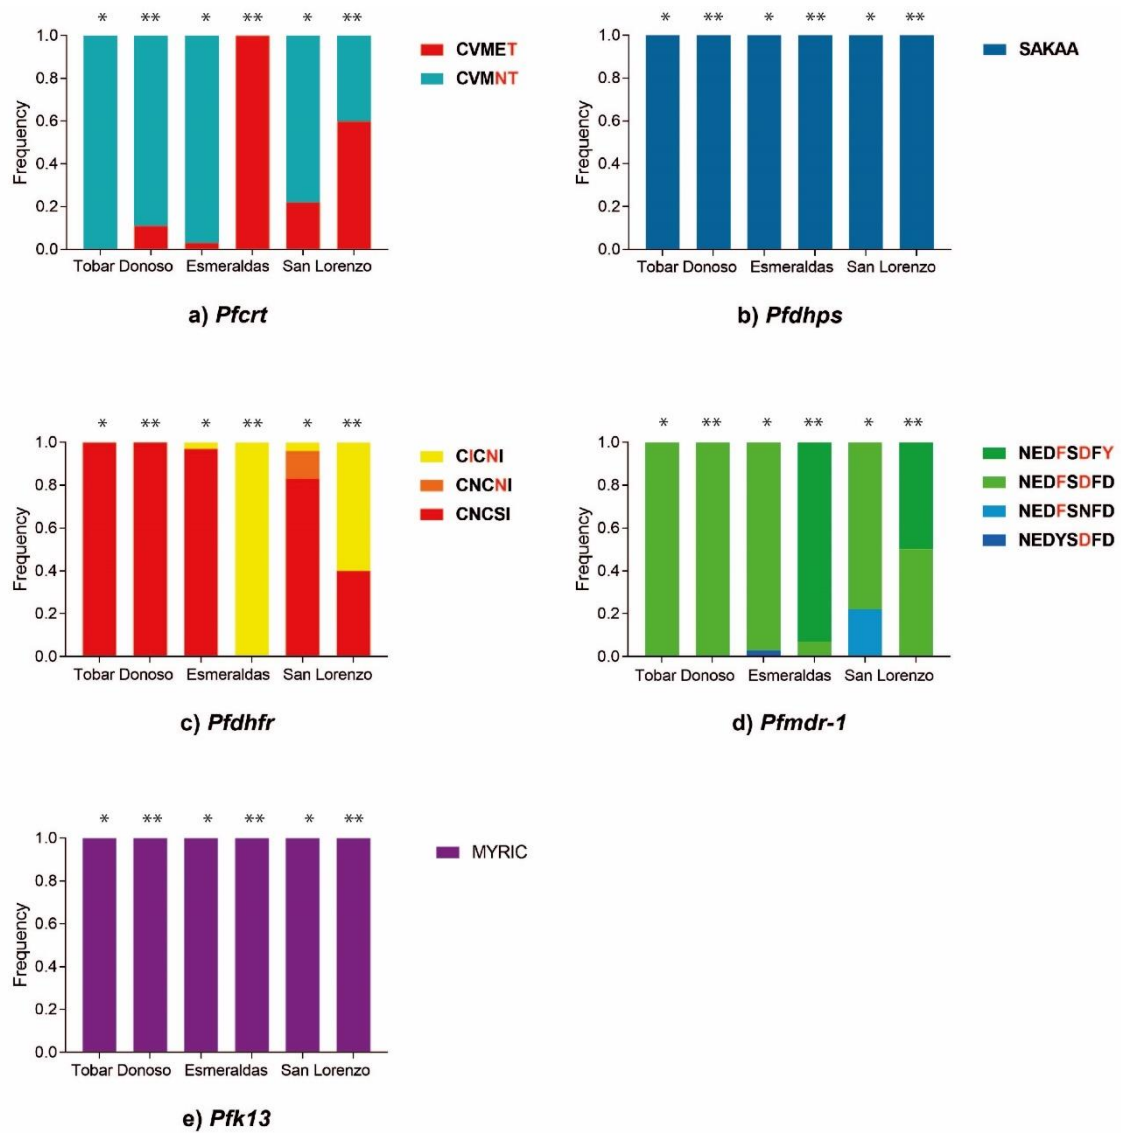 * ** * ** * **
1.0
0.8
0.6
0.4
0.2
0.0
Frequency
Tobar Donoso Esmeraldas San Lorenzo
CVMET
CVMNT
a) Pfcrt
* ** * ** * **
1.0
0.8
0.6
0.4
0.2
0.0
Frequency
Tobar Donoso Esmeraldas San Lorenzo
SAKAA
b) Pfdhps
* ** * ** * **
1.0
0.8
0.6
0.4
0.2
0.0
Frequency
Tobar Donoso Esmeraldas San Lorenzo
CICNI
CNCNI
CNCSI
c) Pfdhfr
* ** * ** * **
1.0
0.8
0.6
0.4
0.2
0.0
Frequency
Tobar Donoso Esmeraldas San Lorenzo
NEDFSDFY
NEDFSDFD
NEDFSNFD
NEDYSDFD
d) Pfmdr-1
* ** * ** * **
1.0
0.8
0.6
0.4
0.2
0.0
Frequency
Tobar Donoso Esmeraldas San Lorenzo
MYRIC
e) Pfk13